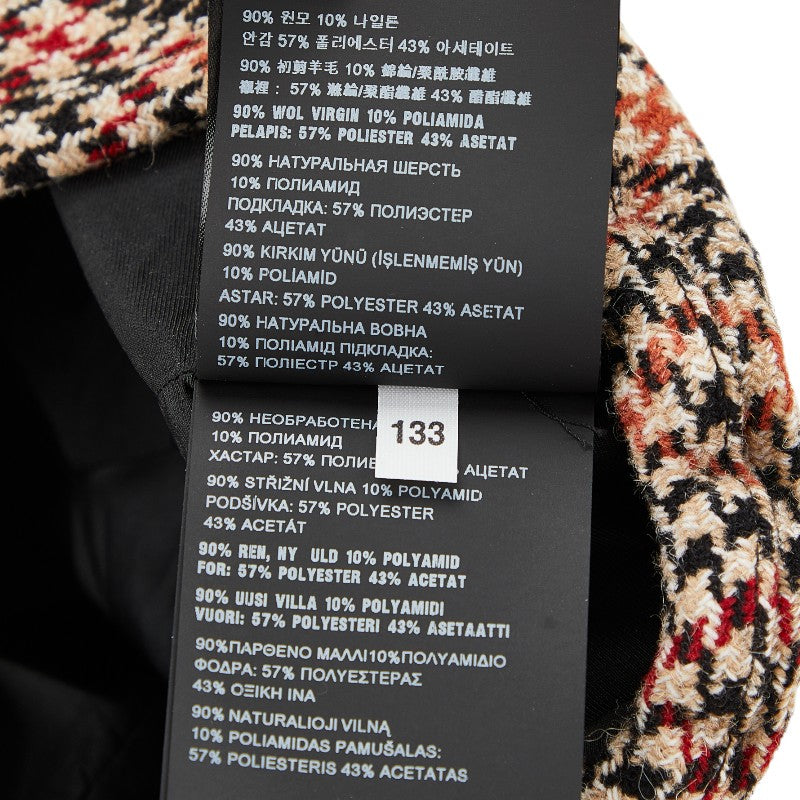 90% 원모 10% 나일론
안감 57% 폴리에스터 43% 아세테이트
90% 初剪羊毛 10% 錦綸/聚酰胺纖維
襯裡: 57% 滌綸/聚酯纖維 43% 醋酯纖維
90% WOL VIRGIN 10% POLIAMIDA
PELAPIS: 57% POLIESTER 43% ASETAT
90% НАТУРАЛЬНАЯ ШЕРСТЬ
10% ПОЛИАМИД
ПОДКЛАДКА: 57% ПОЛИЭСТЕР
43% АЦЕТАТ
90% KIRKIM YÜNÜ (İŞLENMEMİŞ YÜN)
10% POLİAMİD
ASTAR: 57% POLYESTER 43% ASETAT
90% НАТУРАЛЬНА ВОВНА
10% ПОЛІАМІД ПІДКЛАДКА:
57% ПОЛІЕСТР 43% АЦЕТАТ
90% НЕОБРАБОТЕНА
10% ПОЛИАМИД
133
ХАСТАР: 57% ПОЛИЕ % АЦЕТАТ
90% STŘIŽNÍ VLNA 10% POLYAMID
PODŠÍVKA: 57% POLYESTER
43% ACETÁT
90% REN, NY ULD 10% POLYAMID
FOR: 57% POLYESTER 43% ACETAT
90% UUSI VILLA 10% POLYAMIDI
VUORI: 57% POLYESTERI 43% ASETAATTI
90%ΠΑΡΘΕΝΟ ΜΑΛΛΙ10%ΠΟΛΥΑΜΙΔΙΟ
ΦΟΔΡΑ: 57% ΠΟΛΥΕΣΤΕΡΑΣ
43% ΟΞΙΚΗ ΙΝΑ
90% NATURALIOJI VILNĄ
10% POLIAMIDAS PAMUŠALAS:
57% POLIESTERIS 43% ACETATAS